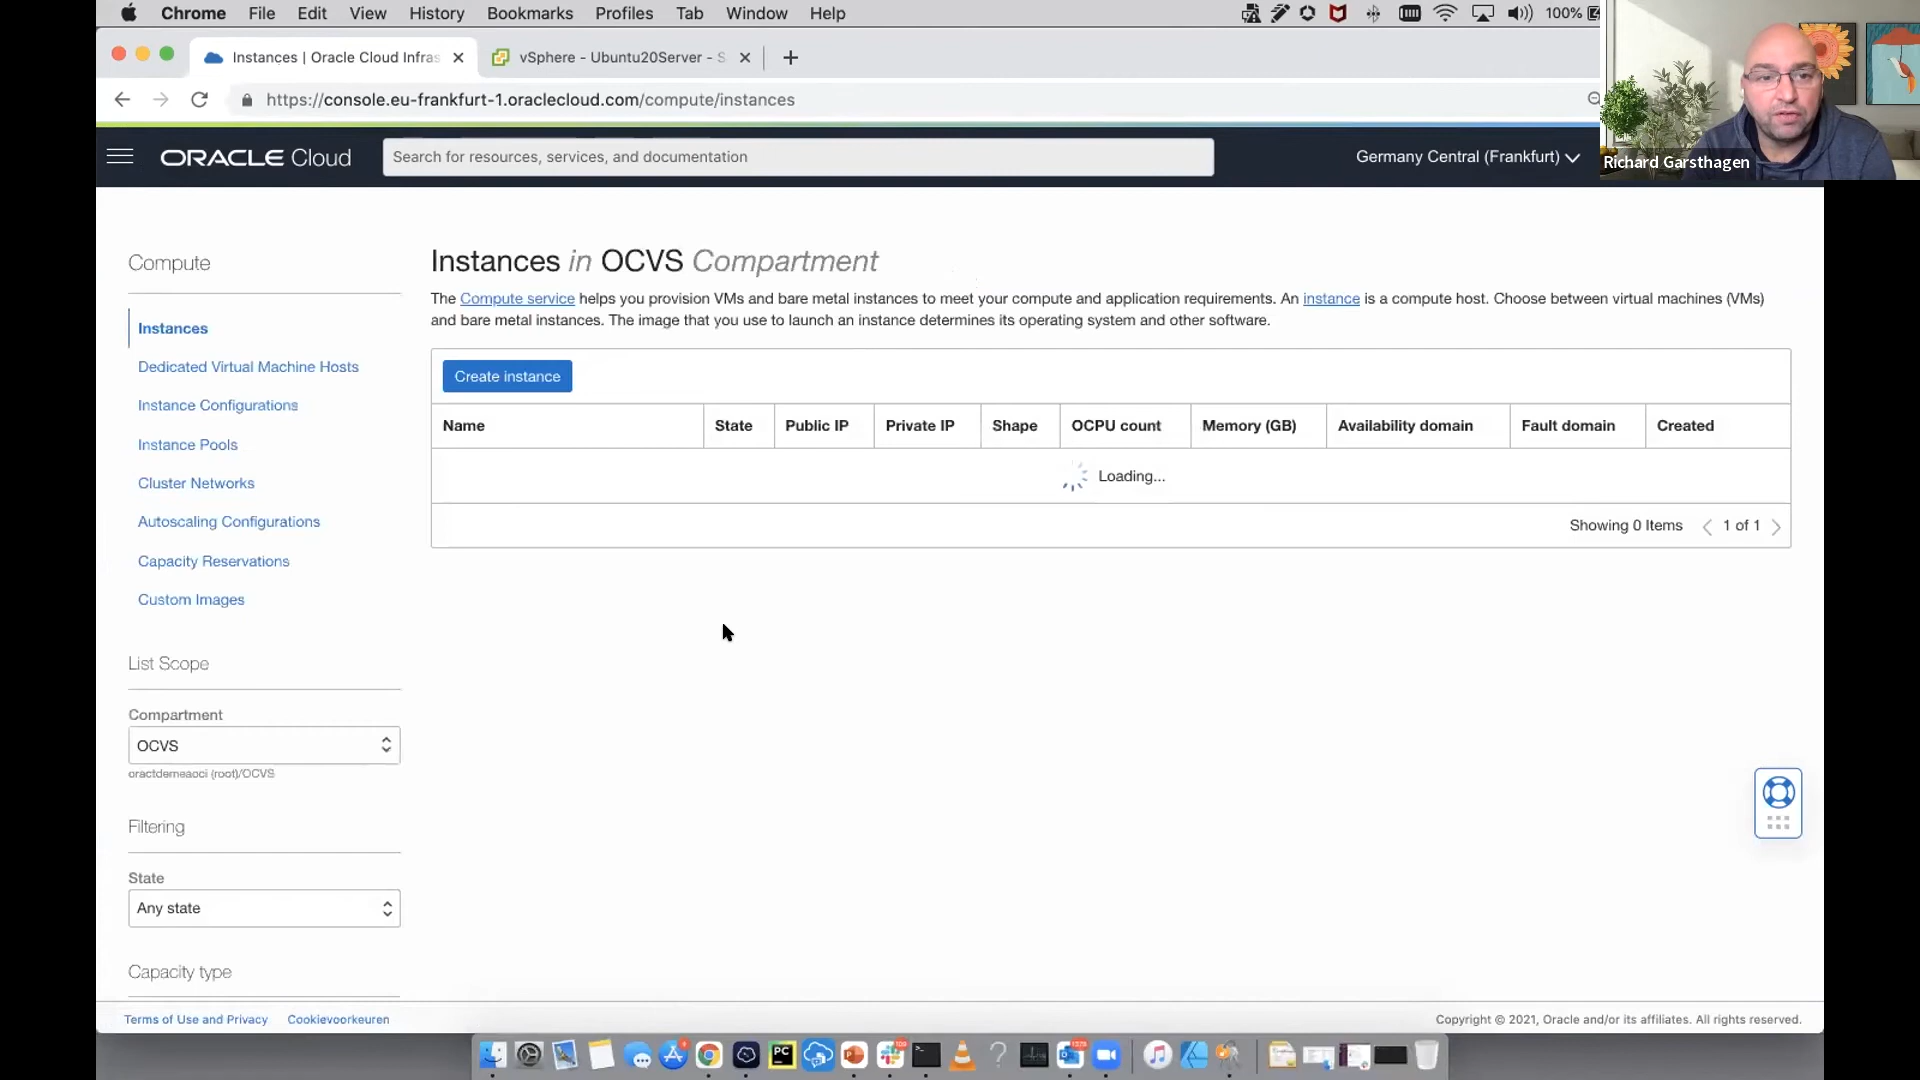 Chrome File Edit View History Bookmarks Profiles Tab Window Help 100%
Instances | Oracle Cloud Infras
vSphere - Ubuntu20Server - S
https://console.eu-frankfurt-1.oraclecloud.com/compute/instances
ORACLE Cloud
Search for resources, services, and documentation
Germany Central (Frankfurt)
Richard Garsthagen
Compute
Instances
Dedicated Virtual Machine Hosts
Instance Configurations
Instance Pools
Cluster Networks
Autoscaling Configurations
Capacity Reservations
Custom Images
List Scope
Compartment
OCVS
oractdemeaoci (root)/OCVS
Filtering
State
Any state
Capacity type
Instances in OCVS Compartment
The Compute service helps you provision VMs and bare metal instances to meet your compute and application requirements. An instance is a compute host. Choose between virtual machines (VMs)
and bare metal instances. The image that you use to launch an instance determines its operating system and other software.
Create instance
Name State Public IP Private IP Shape OCPU count Memory (GB) Availability domain Fault domain Created
Loading...
Showing 0 Items 1 of 1
Terms of Use and Privacy Cookievoorkeuren
Copyright © 2021, Oracle and/or its affiliates. All rights reserved.
PC